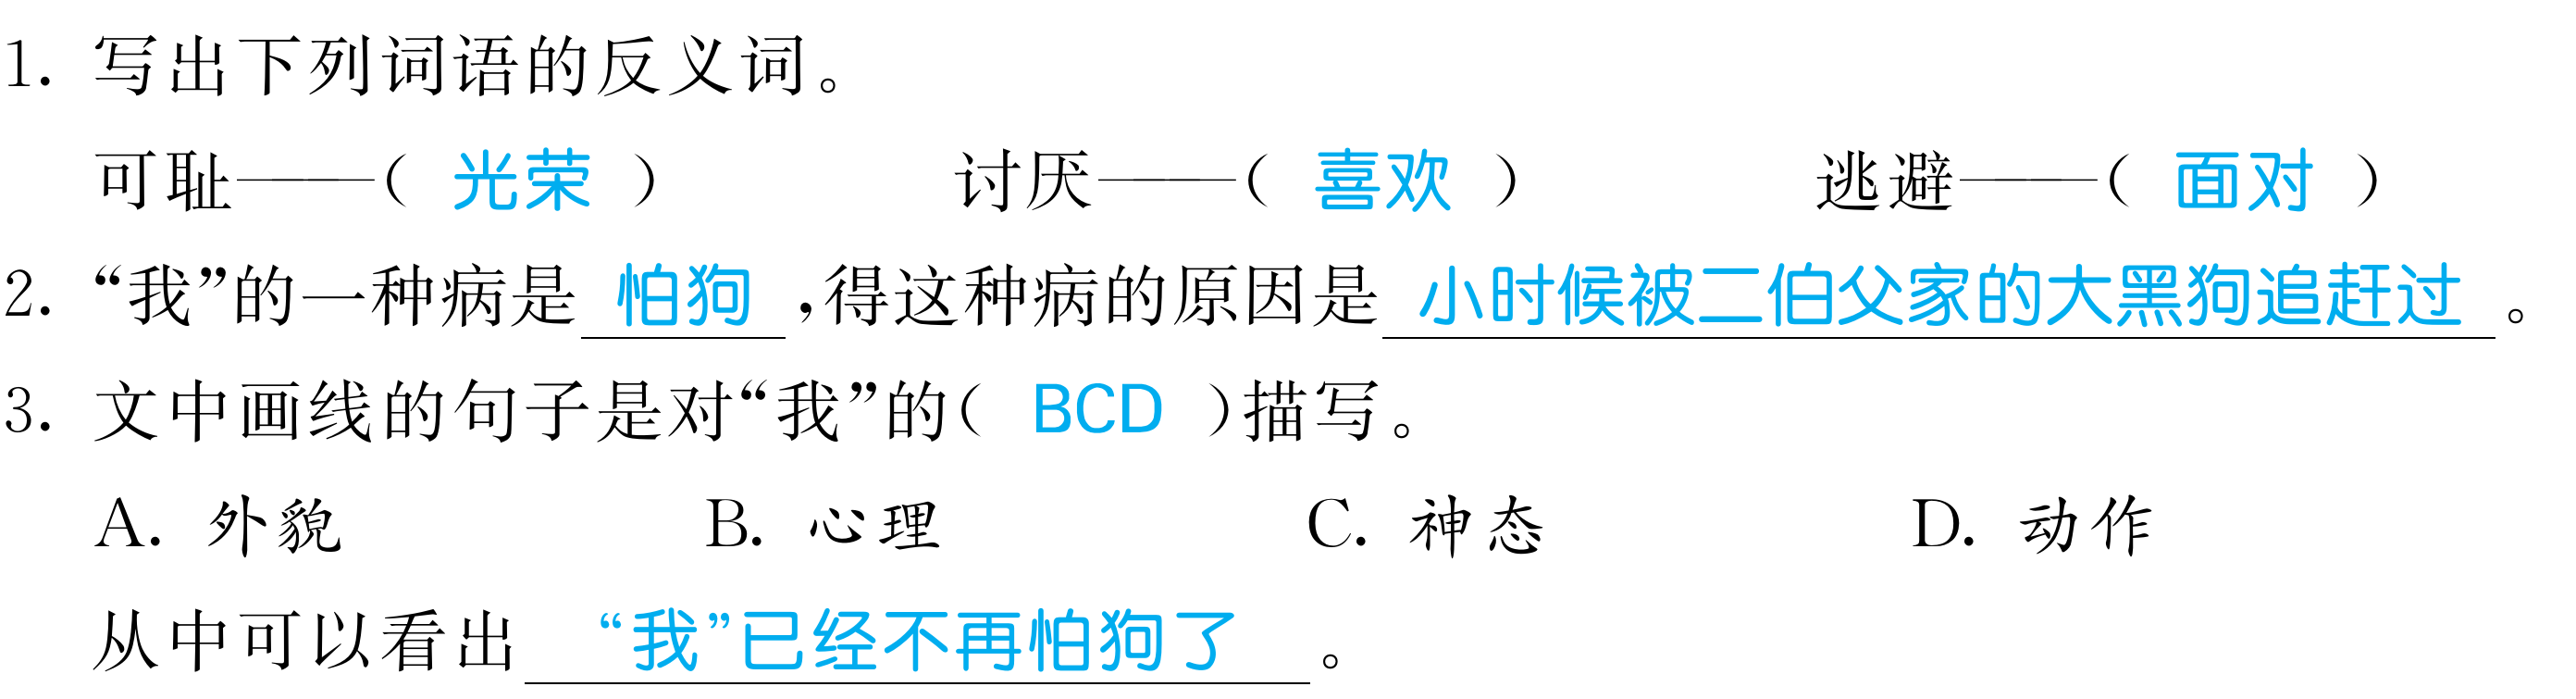 1. 写出下列词语的反义词。
可耻——( 光荣 ) 讨厌——( 喜欢 ) 逃避——( 面对 )
2. “我”的一种病是 怕狗 ,得这种病的原因是 小时侯被二伯父家的大黑狗追赶过 。
3. 文中画线的句子是对“我”的( BCD )描写。
A. 外貌 B. 心理 C. 神态 D. 动作
从中可以看出 “我”已经不再怕狗了 。